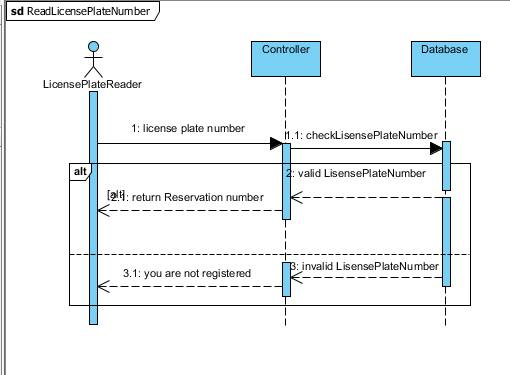 sd ReadLicensePlateNumber
Controller
Database
LicensePlateReader
1: license plate number
1.1: checkLisensePlateNumber
alt
2: valid LisensePlateNumber
[alt]
2.1: return Reservation number
3: invalid LisensePlateNumber
3.1: you are not registered